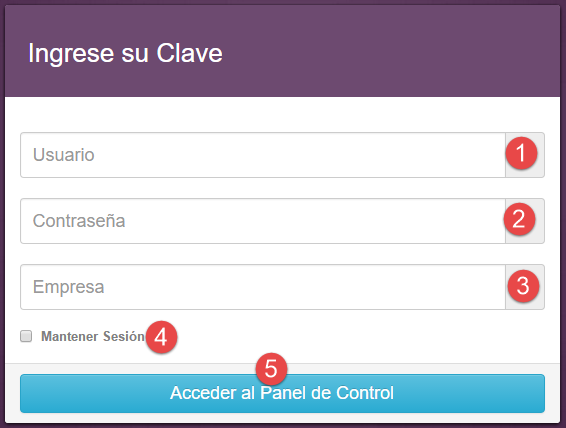 Ingrese su Clave
Usuario 1
Contraseña 2
Empresa 3
Mantener Sesión 4
5
Acceder al Panel de Control